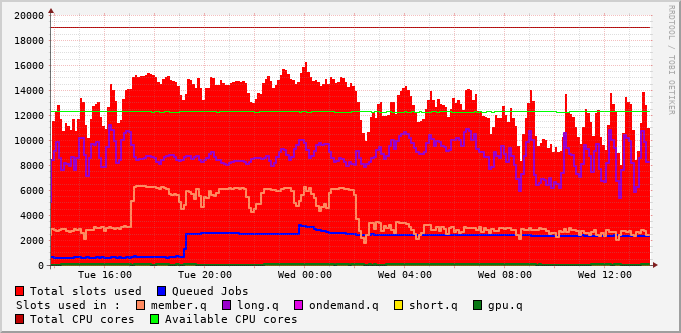 20000
18000
16000
14000
12000
10000
8000
6000
4000
2000
0
Tue 16:00 Tue 20:00 Wed 00:00 Wed 04:00 Wed 08:00 Wed 12:00
Total slots used Queued Jobs
Slots used in : member.q long.q ondemand.q short.q gpu.q
Total CPU cores Available CPU cores
RRDTOOL / TOBI OETIKER